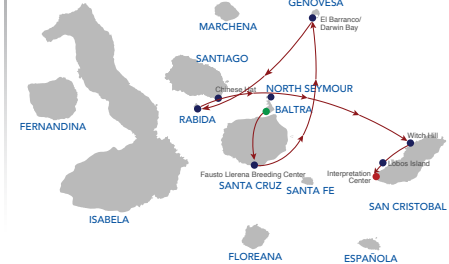 GENOVESA
El Barranco/
Darwin Bay
MARCHENA
SANTIAGO
Chinese Hat
NORTH SEYMOUR
RABIDA
BALTRA
FERNANDINA
Witch Hill
Lobos Island
Fausto Llerena Breeding Center
Interpretation
Center
SANTA CRUZ
SANTA FE
SAN CRISTOBAL
ISABELA
FLOREANA
ESPAÑOLA